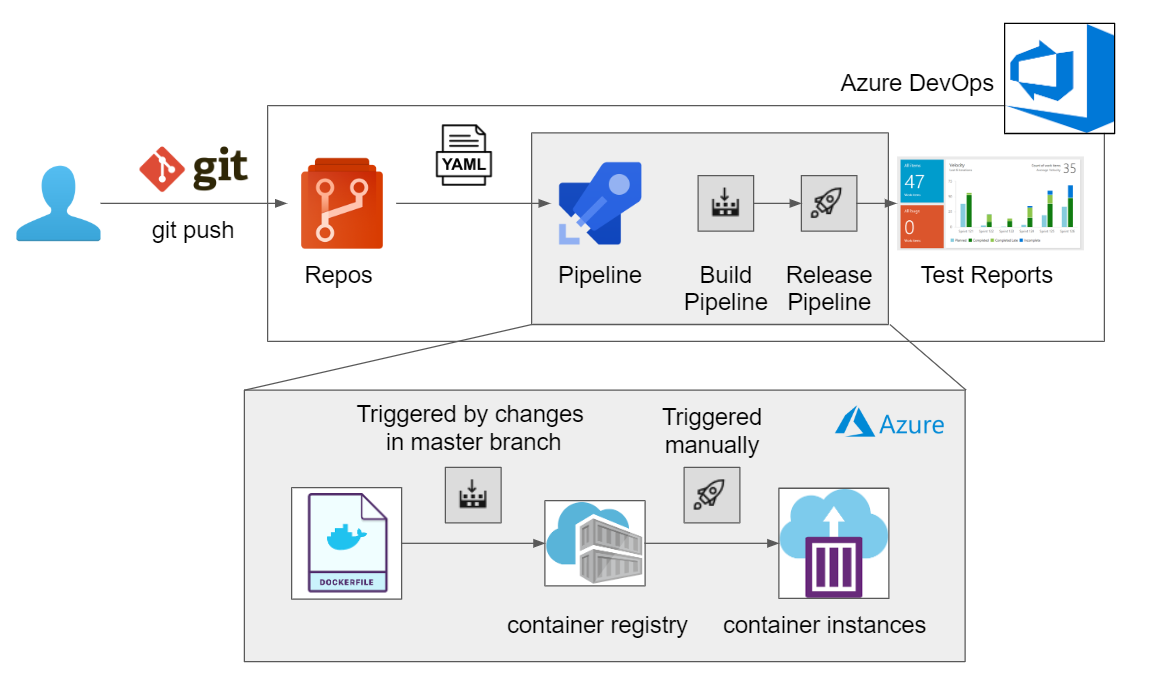 Azure DevOps
git
YAML
git push
Repos
Pipeline
Build
Pipeline
Release
Pipeline
47
0
Velocity
35
Test Reports
Triggered by changes
in master branch
Triggered
manually
Azure
DOCKERFILE
container registry
container instances